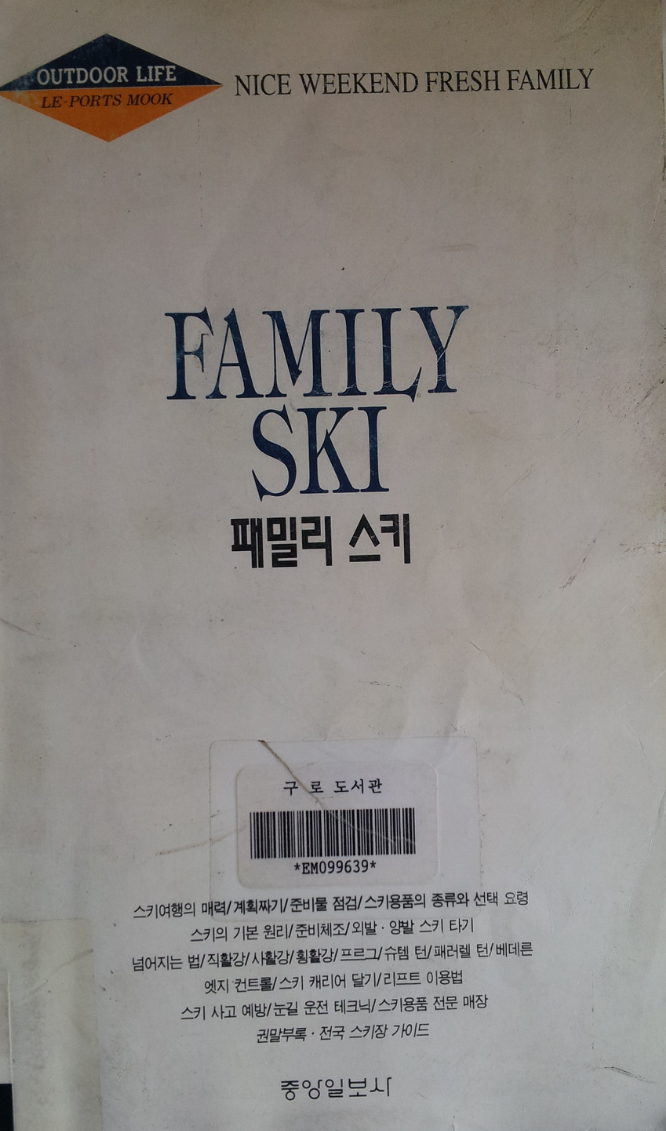 OUTDOOR LIFE
LE-PORTS MOOK
NICE WEEKEND FRESH FAMILY
FAMILY
SKI
패밀리 스키
구 로 도서관
*EM099639*
스키여행의 매력/계획짜기/준비물 점검/스키용품의 종류와 선택 요령
스키의 기본 원리/준비체조/외발·양발 스키 타기
넘어지는 법/직활강/사활강/횡활강/프르그/슈템 턴/패러렐 턴/베데른
엣지 컨트롤/스키 캐리어 달기/리프트 이용법
스키 사고 예방/눈길 운전 테크닉/스키용품 전문 매장
권말부록·전국 스키장 가이드
중앙일보사